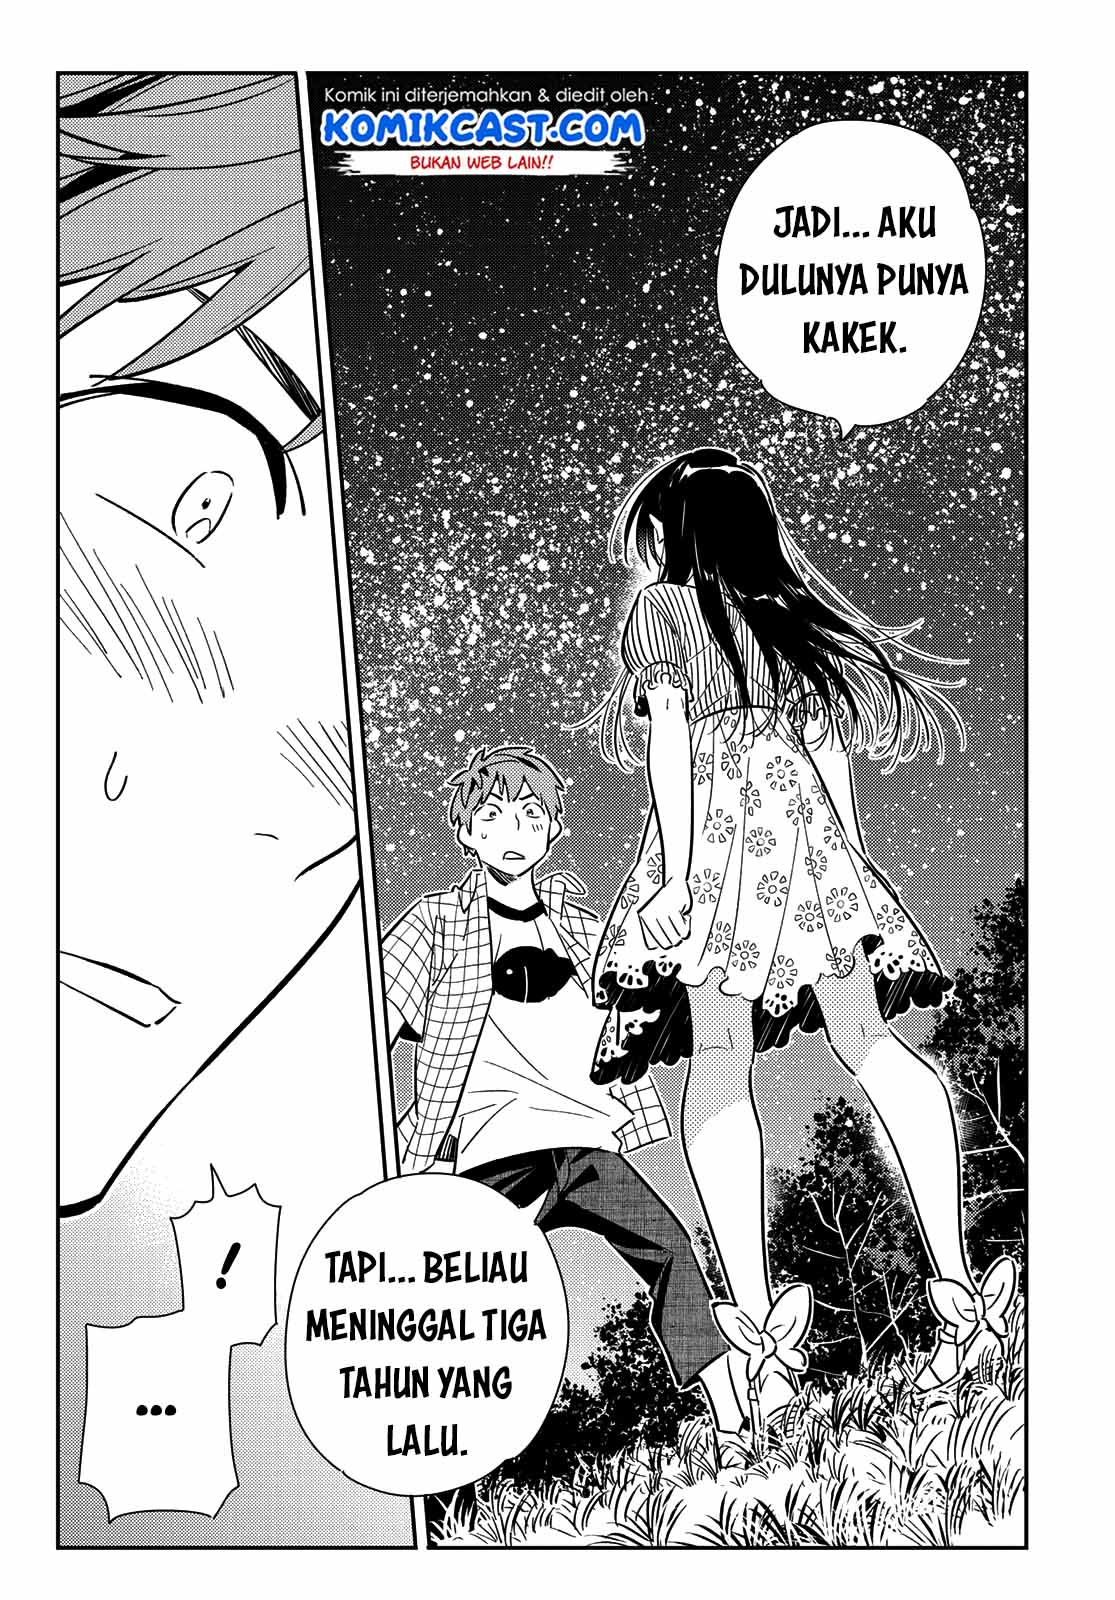 Komik ini diterjemahkan & diedit oleh
KOMIKCAST.COM
BUKAN WEB LAIN!!
JADI... AKU
DULUNYA PUNYA
KAKEK.
TAPI... BELIAU
MENINGGAL TIGA
TAHUN YANG
LALU.
!
...